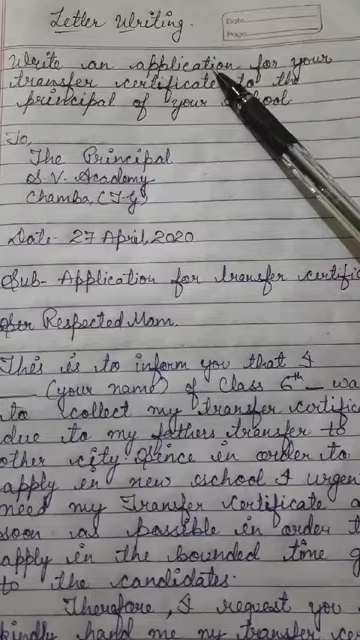 Letter Writing.
Date
Page
Write an application for your
transfer certificate to the
principal of your school
To,
The Principal
S.V. Academy
Chamba, (T-G)
Date- 27 April, 2020
Sub- Application for transfer certific
Respected Mam.
This is to inform you that I
(your name) of Class 6th wa
to collect my transfer certific
due to my fathers transfer to
other city. Since in order to
apply in new school I urgen
need my Transfer certificate a
soon as possible in order t
apply in the bounded time g
to the candidates.
Therefore, I request you
kindly hand me my transfer